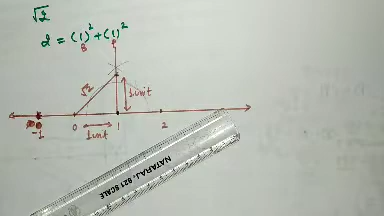 √2
2 = (1)² + (1)²
B P
√2
1 unit
-1 0 1 2
1 unit
NATARAJ. 621 SCALE